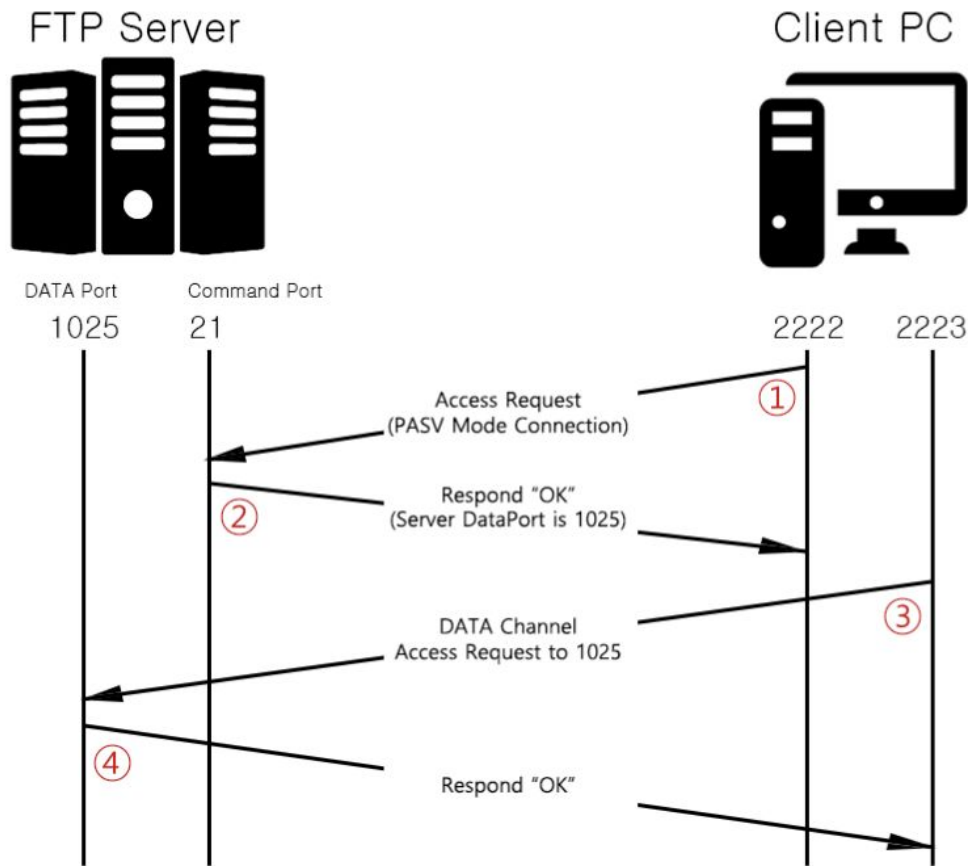 FTP Server
Client PC
DATA Port
Command Port
1025
21
2222
2223
①
Access Request
(PASV Mode Connection)
②
Respond “OK”
(Server DataPort is 1025)
③
DATA Channel
Access Request to 1025
④
Respond “OK”